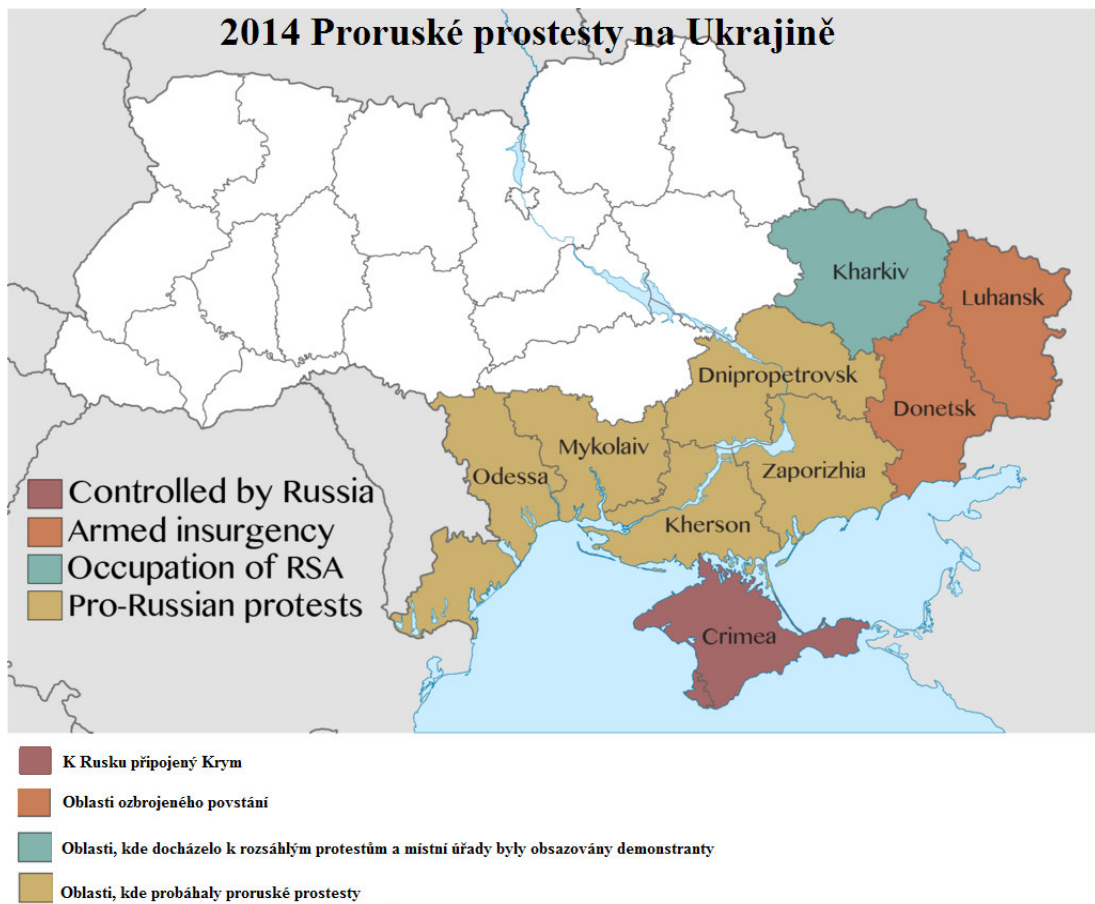 2014 Proruské prostesty na Ukrajině
Kharkiv
Luhansk
Dnipropetrovsk
Donetsk
Mykolaiv
Zaporizhia
Odessa
Kherson
Crimea
Controlled by Russia
Armed insurgency
Occupation of RSA
Pro-Russian protests
K Rusku připojený Krym
Oblasti ozbrojeného povstání
Oblasti, kde docházelo k rozsáhlým protestům a místní úřady byly obsazovány demonstranty
Oblasti, kde probáhaly proruské prostesty